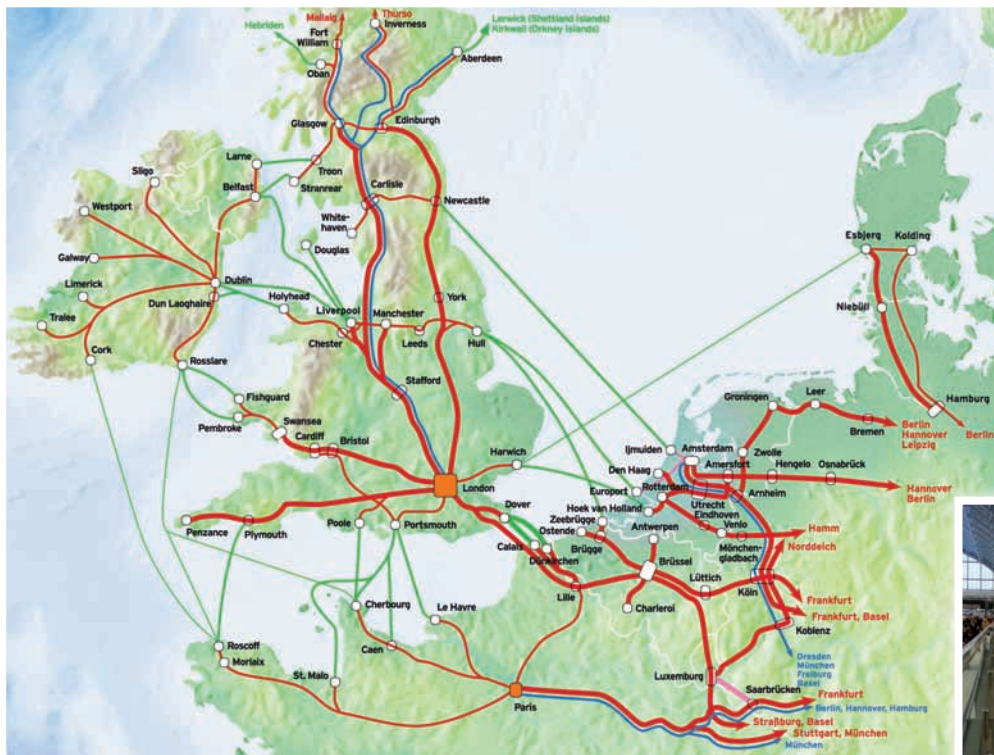 Hebriden
Mallaig
Thurso
Lerwick (Shettland Islands)
Kirkwall (Orkney Islands)
Fort
William
Inverness
Oban
Aberdeen
Glasgow
Edinburgh
Larne
Troon
Sligo
Belfast
Stranrear
Carlisle
Newcastle
Westport
White-
haven
Douglas
Esbjerg
Kolding
Galway
Dublin
Limerick
Dun Laoghaire
Holyhead
Liverpool
Manchester
York
Niebüll
Tralee
Chester
Leeds
Hull
Cork
Rosslare
Stafford
Hamburg
Fishguard
Groningen
Leer
Berlin
Pembroke
Swansea
Cardiff
Bristol
Bremen
Berlin
Hannover
Leipzig
Harwich
Ijmuiden
Amsterdam
Zwolle
Den Haag
Amersfort
Hengelo
Osnabrück
London
Europort
Rotterdam
Hannover
Berlin
Hoek van Holland
Utrecht
Arnheim
Dover
Zeebrügge
Eindhoven
Penzance
Plymouth
Poole
Portsmouth
Ostende
Antwerpen
Venlo
Hamm
Calais
Brügge
Mönchen-
gladbach
Norddeich
Dünkirchen
Brüssel
Lüttich
Lille
Köln
Frankfurt
Cherbourg
Le Havre
Charleroi
Frankfurt, Basel
Koblenz
Roscoff
Caen
Morlaix
Dresden
München
Freiburg
Basel
St. Malo
Luxemburg
Saarbrücken
Frankfurt
Paris
Berlin, Hannover, Hamburg
Straßburg, Basel
Stuttgart, München
München